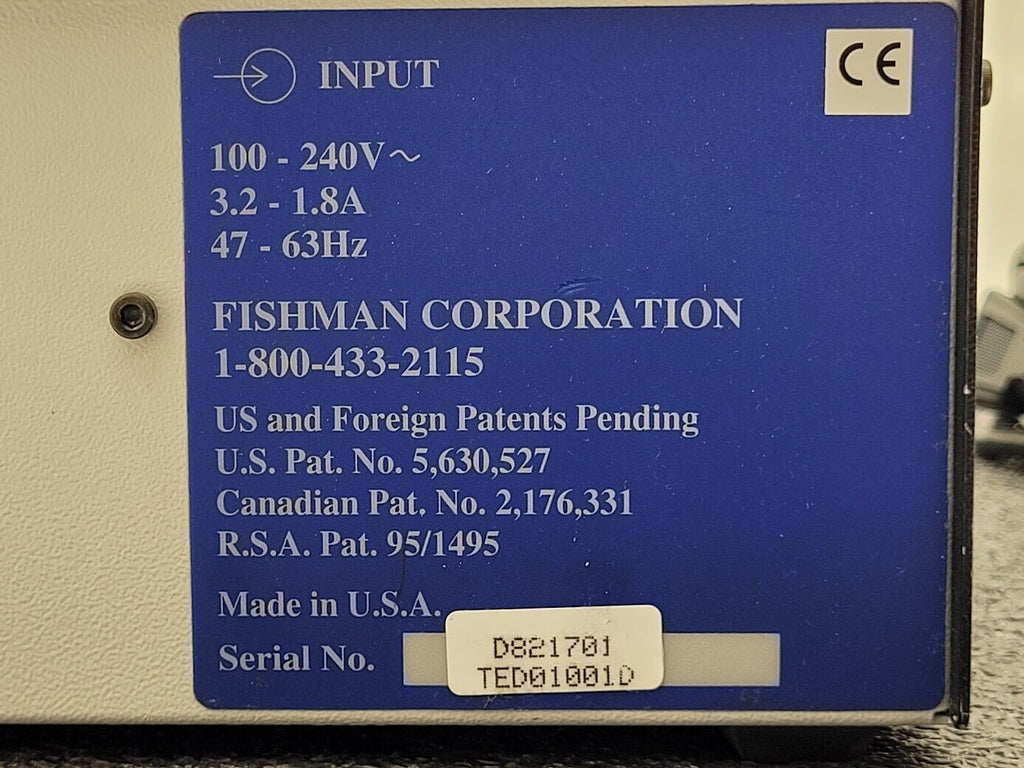 INPUT
CE
100 - 240V~
3.2 - 1.8A
47 - 63Hz
FISHMAN CORPORATION
1-800-433-2115
US and Foreign Patents Pending
U.S. Pat. No. 5,630,527
Canadian Pat. No. 2,176,331
R.S.A. Pat. 95/1495
Made in U.S.A.
Serial No.
D821701
TED01001D